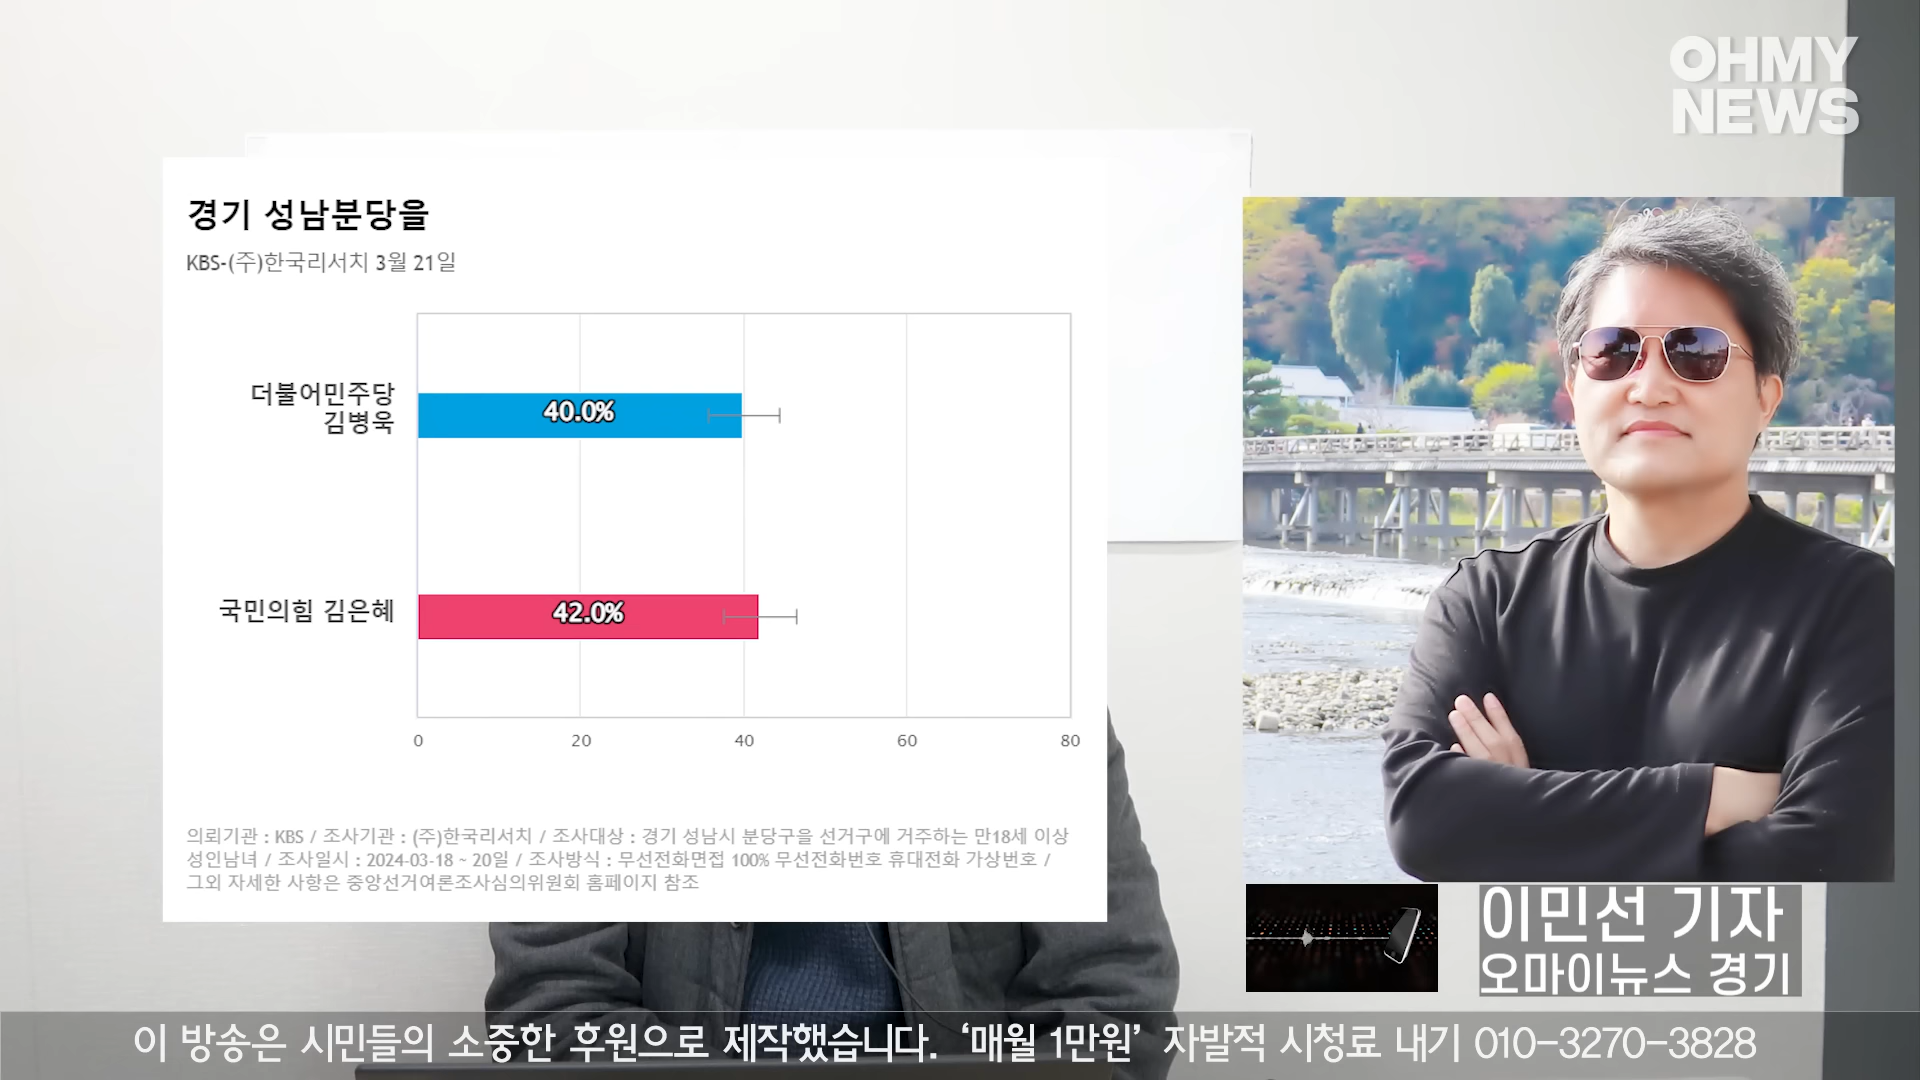 OHMY
NEWS
경기 성남분당을
KBS-(주)한국리서치 3월 21일
더불어민주당
김병욱
40.0%
국민의힘 김은혜
42.0%
0 20 40 60 80
의뢰기관 : KBS / 조사기관 : (주)한국리서치 / 조사대상 : 경기 성남시 분당구을 선거구에 거주하는 만18세 이상
성인남녀 / 조사일시 : 2024-03-18 ~ 20일 / 조사방식 : 무선전화면접 100% 무선전화번호 휴대전화 가상번호 /
그외 자세한 사항은 중앙선거여론조사심의위원회 홈페이지 참조
이민선 기자
오마이뉴스 경기
이 방송은 시민들의 소중한 후원으로 제작했습니다. ‘매월 1만원’ 자발적 시청료 내기 010-3270-3828